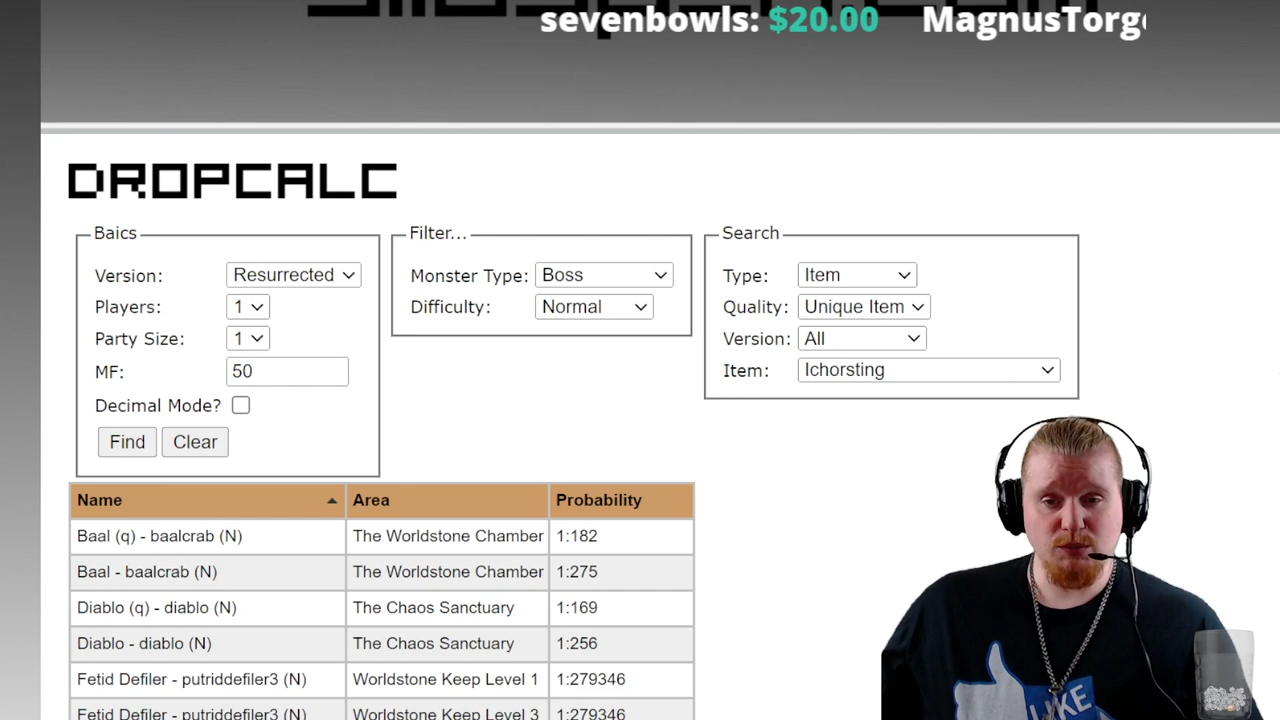 sevenbowls: $20.00 MagnusTorg
DROPCALC
Baics
Version: Resurrected
Players: 1
Party Size: 1
MF: 50
Decimal Mode?
Find Clear
Filter...
Monster Type: Boss
Difficulty: Normal
Search
Type: Item
Quality: Unique Item
Version: All
Item: Ichorsting
Name Area Probability
Baal (q) - baalcrab (N) The Worldstone Chamber 1:182
Baal - baalcrab (N) The Worldstone Chamber 1:275
Diablo (q) - diablo (N) The Chaos Sanctuary 1:169
Diablo - diablo (N) The Chaos Sanctuary 1:256
Fetid Defiler - putriddefiler3 (N) Worldstone Keep Level 1 1:279346
Fetid Defiler - putriddefiler3 (N) Worldstone Keep Level 3 1:279346
LIKE